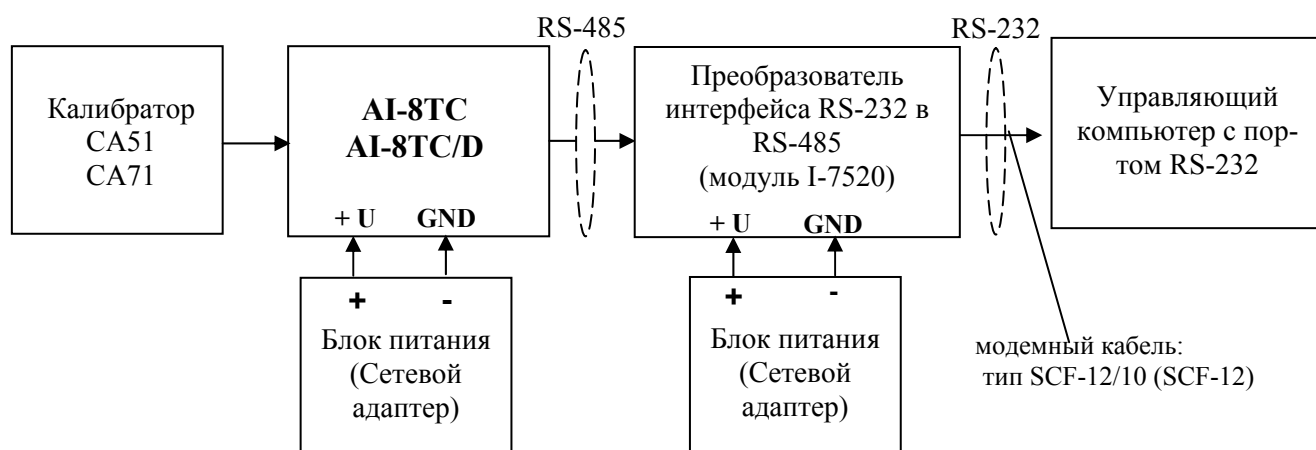 RS-485
RS-232
Калибратор
CA51
CA71
AI-8TC
AI-8TC/D
+ U GND
Преобразователь
интерфейса RS-232 в
RS-485
(модуль I-7520)
+ U GND
Управляющий
компьютер с пор-
том RS-232
+ -
Блок питания
(Сетевой
адаптер)
+ -
Блок питания
(Сетевой
адаптер)
модемный кабель:
тип SCF-12/10 (SCF-12)